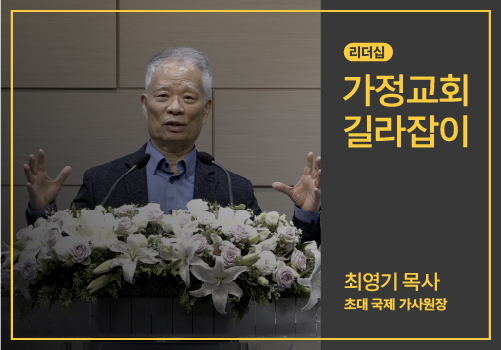 리더십
가정교회
길라잡이
최영기 목사
초대 국제 가사원장